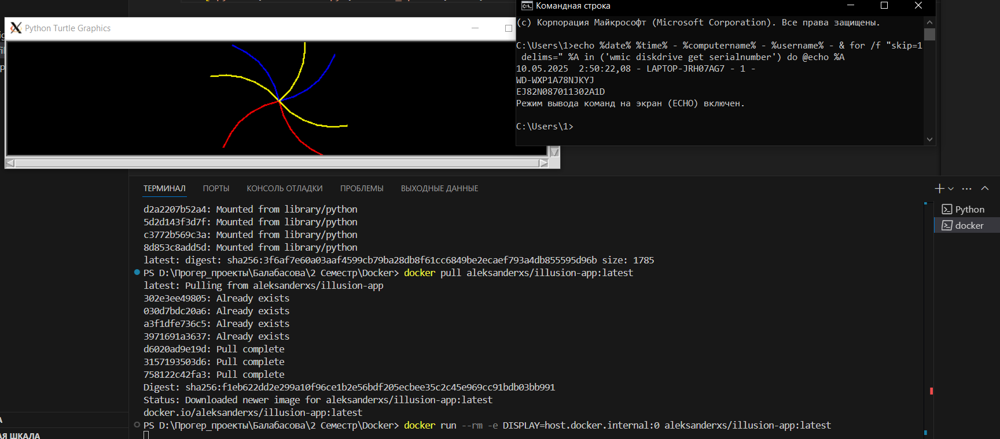 Python Turtle Graphics
Командная строка
(c) Корпорация Майкрософт (Microsoft Corporation). Все права защищены.
C:\Users\1>echo %date% %time% - %computername% - %username% - & for /f "skip=1
delims=" %A in ('wmic diskdrive get serialnumber') do @echo %A
10.05.2025  2:50:22,08 - LAPTOP-JRH07AG7 - 1 -
WD-WXP1A78NJKYJ
EJ82N087011302A1D
Режим вывода команд на экран (ECHO) включен.
C:\Users\1>
ТЕРМИНАЛ ПОРТЫ КОНСОЛЬ ОТЛАДКИ ПРОБЛЕМЫ ВЫХОДНЫЕ ДАННЫЕ
Python
docker
d2a2207b52a4: Mounted from library/python
5d2d143f3d7f: Mounted from library/python
c3772b569c3a: Mounted from library/python
8d853c8add5d: Mounted from library/python
latest: digest: sha256:3f6af7e60a03aaf4599cb79ba28db8f61cc6849be2ecaef793a4db855595d96b size: 1785
PS D:\Прогер_проекты\Балабасова\2 Семестр\Docker> docker pull aleksanderxs/illusion-app:latest
latest: Pulling from aleksanderxs/illusion-app
302e3ee49805: Already exists
030d7bdc20a6: Already exists
a3f1dfe736c5: Already exists
3971691a3637: Already exists
d6020ad9e19d: Pull complete
3157193503d6: Pull complete
758122c42fa3: Pull complete
Digest: sha256:f1eb622dd2e299a10f96ce1b2e56bdf205ecbee35c2c45e969cc91bdb03bb991
Status: Downloaded newer image for aleksanderxs/illusion-app:latest
docker.io/aleksanderxs/illusion-app:latest
PS D:\Прогер_проекты\Балабасова\2 Семестр\Docker> docker run --rm -e DISPLAY=host.docker.internal:0 aleksanderxs/illusion-app:latest
АЯ ШКАЛА